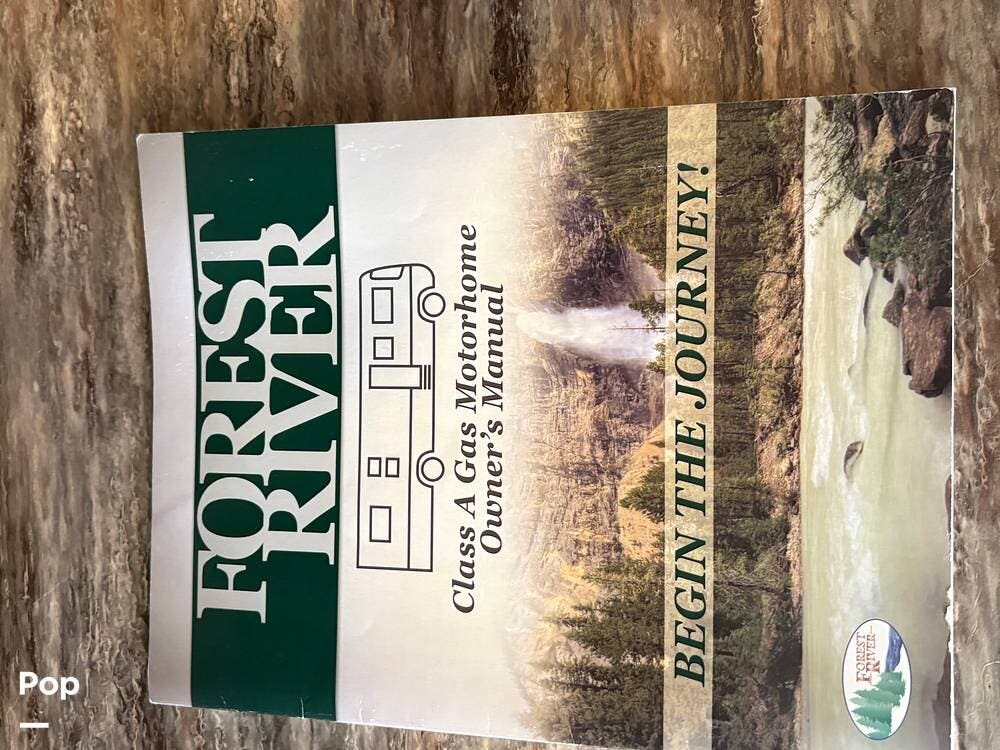 FOREST
RIVER
Class A Gas Motorhome
Owner's Manual
BEGIN THE JOURNEY!
FOREST
RIVER
Pop